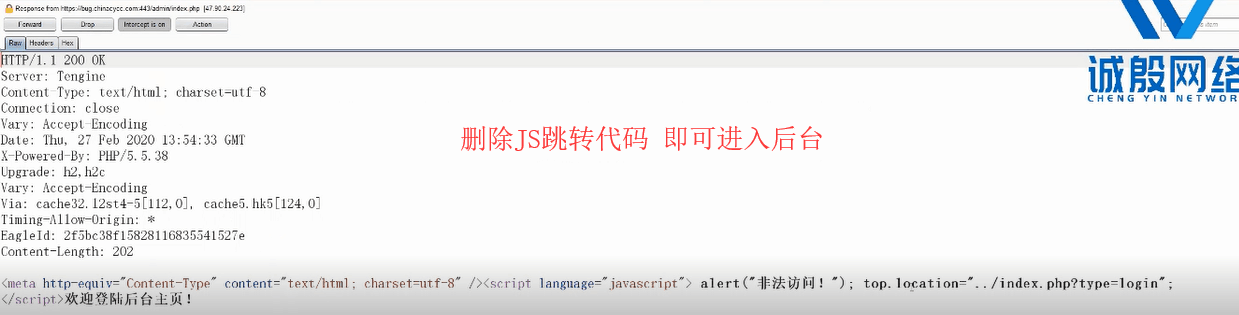 Response from https://bug.chinacycc.com:443/admin/index.php [47.90.24.223]
Forward Drop Intercept is on Action
Raw Headers Hex
HTTP/1.1 200 OK
Server: Tengine
Content-Type: text/html; charset=utf-8
Connection: close
Vary: Accept-Encoding
Date: Thu, 27 Feb 2020 13:54:33 GMT
X-Powered-By: PHP/5.5.38
Upgrade: h2,h2c
Vary: Accept-Encoding
Via: cache32.l2st4-5[112,0], cache5.hk5[124,0]
Timing-Allow-Origin: *
EagleId: 2f5bc38f15828116835541527e
Content-Length: 202
<meta http-equiv="Content-Type" content="text/html; charset=utf-8" /><script language="javascript"> alert("非法访问！"); top.location="../index.php?type=login";
</script>欢迎登陆后台主页！
删除JS跳转代码 即可进入后台
诚殷网络
CHENG YIN NETWORK